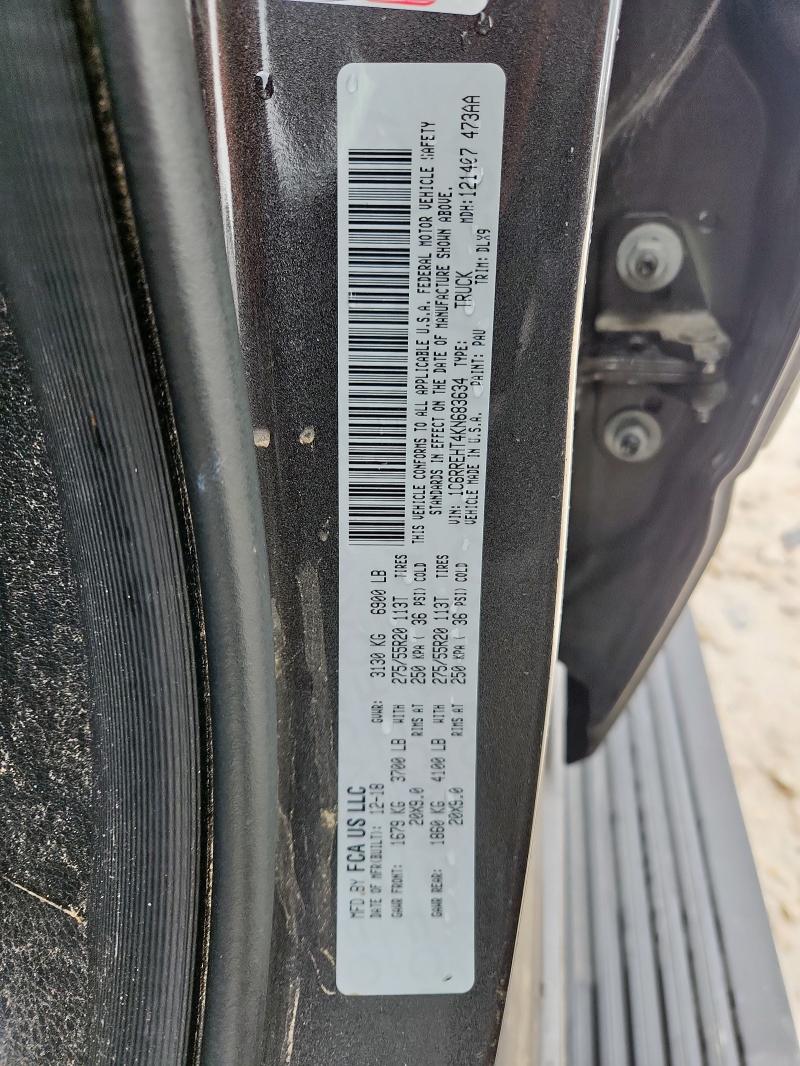 MFD.BY FCA US LLC
DATE OF MFR(BUILT): 12-18 GVWR: 3130 KG 6900 LB
GAWR FRONT: 1679 KG 3700 LB WITH 275/55R20 113T TIRES
20X9.0 RIMS AT 250 KPA ( 36 PSI) COLD
GAWR REAR: 1860 KG 4100 LB WITH 275/55R20 113T TIRES
20X9.0 RIMS AT 250 KPA ( 36 PSI) COLD
THIS VEHICLE CONFORMS TO ALL APPLICABLE U.S.A. FEDERAL MOTOR VEHICLE SAFETY
STANDARDS IN EFFECT ON THE DATE OF MANUFACTURE SHOWN ABOVE.
VIN: 1C6RREHT4KN683634 TYPE: TRUCK MDH:121407 473AA
VEHICLE MADE IN U.S.A. PAINT: PAU TRIM: DLX9